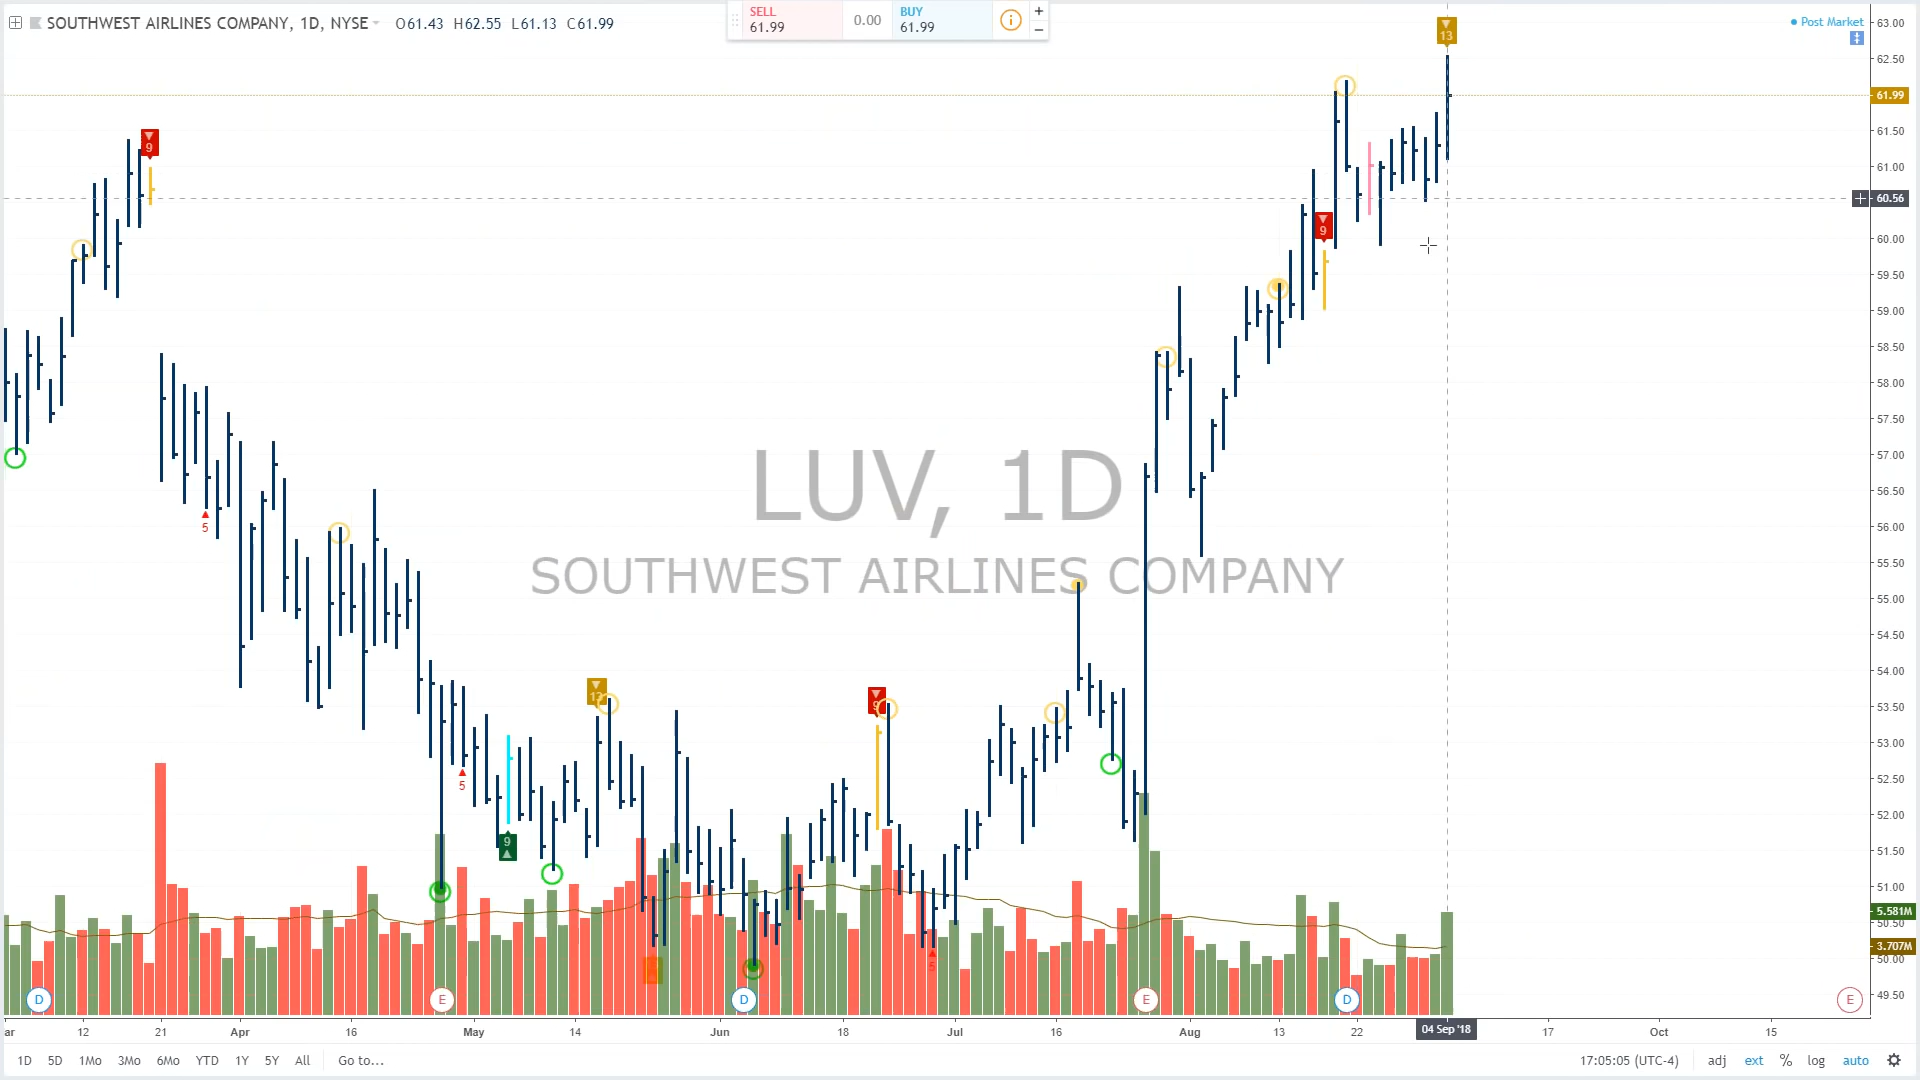 SOUTHWEST AIRLINES COMPANY, 1D, NYSE O61.43 H62.55 L61.13 C61.99
SELL
61.99
0.00
BUY
61.99
+
−
Post Market
63.00
62.50
61.99
61.50
61.00
60.56
60.00
59.50
59.00
58.50
58.00
57.50
57.00
56.50
56.00
55.50
55.00
54.50
54.00
53.50
53.00
52.50
52.00
51.50
51.00
5.581M
50.50
3.707M
50.00
49.50
13
9
9
5
LUV, 1D
SOUTHWEST AIRLINES COMPANY
13
9
5
9
5
D
E
D
E
D
E
ar 12 21 Apr 16 May 14 Jun 18 Jul 16 Aug 13 22 04 Sep '18 17 Oct 15
1D 5D 1Mo 3Mo 6Mo YTD 1Y 5Y All Go to... 17:05:05 (UTC-4) adj ext % log auto